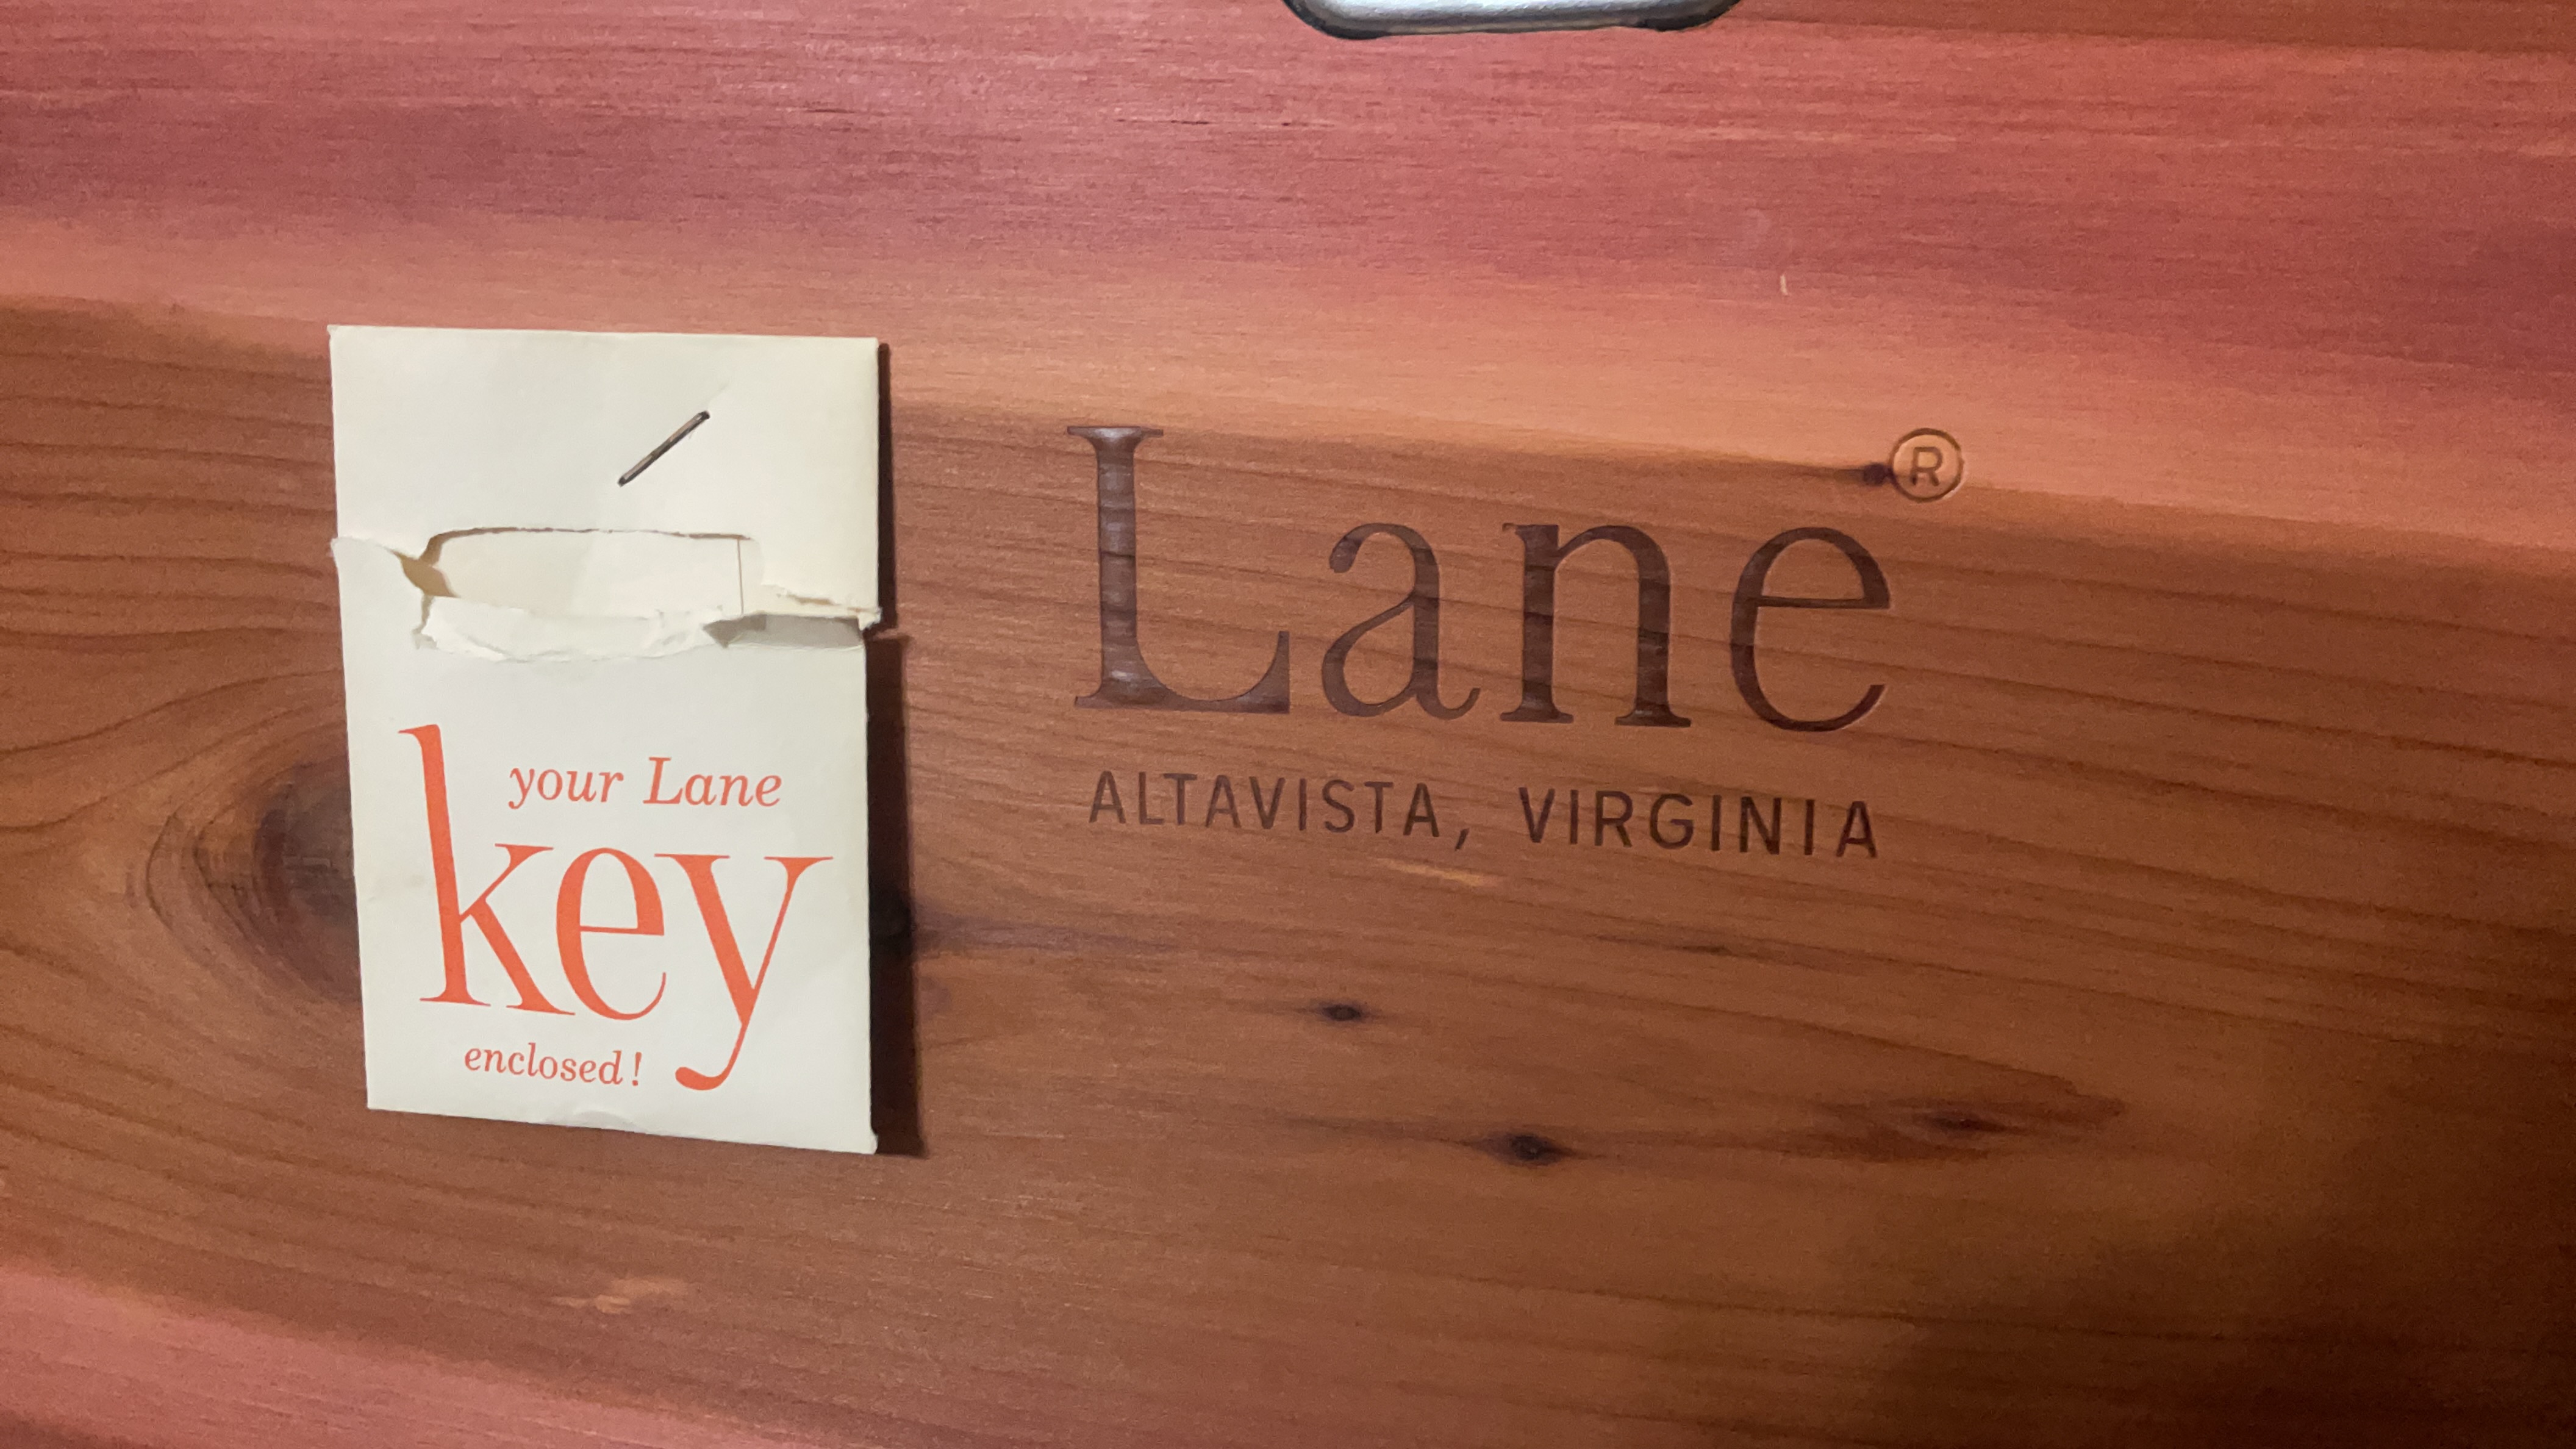 your Lane
key
enclosed!
Lane®
ALTAVISTA, VIRGINIA